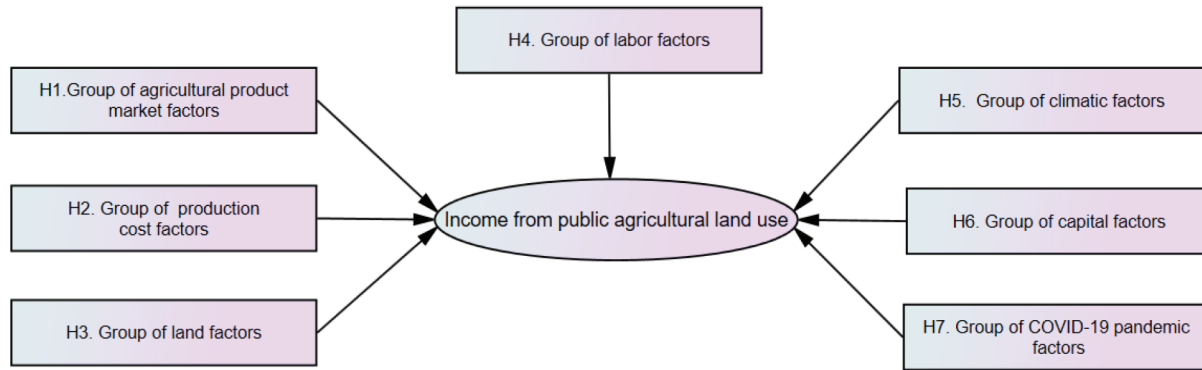 H4. Group of labor factors
H1.Group of agricultural product
market factors
H5. Group of climatic factors
H2. Group of production
cost factors
Income from public agricultural land use
H6. Group of capital factors
H3. Group of land factors
H7. Group of COVID-19 pandemic
factors